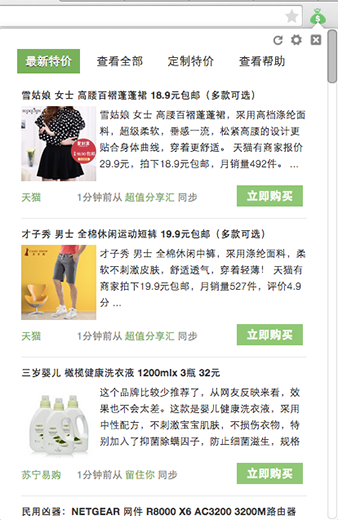 最新特价 查看全部 定制特价 查看帮助
雪姑娘 女士 高腰百褶蓬蓬裙 18.9元包邮（多款可选）
雪姑娘 女士 高腰百褶蓬蓬裙，采用高档涤纶面
料，超级柔软，垂感一流，松紧高腰的设计更
贴合身体曲线，穿着更舒适。 天猫有商家报价
29.9元，拍下18.9元包邮，月销量492件。 ...
天猫 1分钟前从 超值分享汇 同步 立即购买
才子秀 男士 全棉休闲运动短裤 19.9元包邮（多款可选）
才子秀 男士 全棉休闲中裤，采用涤纶面料，柔
软不刺激皮肤，舒适透气，穿着轻薄！ 天猫有
商家拍下19.9元包邮，月销量527件，评价4.9
分 ...
天猫 1分钟前从 超值分享汇 同步 立即购买
三岁婴儿 橄榄健康洗衣液 1200mlx 3瓶 32元
这个品牌比较少推荐了，从网友反映来看，效
果也不会太差。这款是婴儿健康洗衣液，采用
中性配方，不刺激宝宝肌肤，不损伤衣物，特
别加入了抑菌除螨因子，防止细菌滋生，规格
苏宁易购 1分钟前从 留住你 同步 立即购买
民用凶器：NETGEAR 网件 R8000 X6 AC3200 3200M路由器